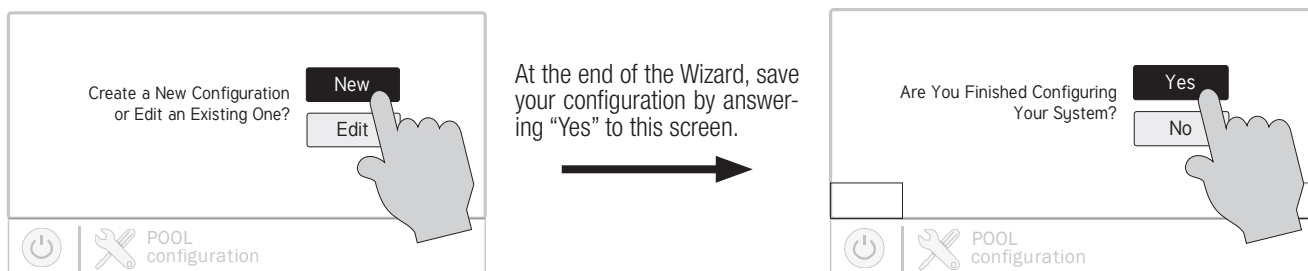 Create a New Configuration
or Edit an Existing One?
New
Edit
POOL
configuration
At the end of the Wizard, save
your configuration by answer-
ing “Yes” to this screen.
Are You Finished Configuring
Your System?
Yes
No
POOL
configuration